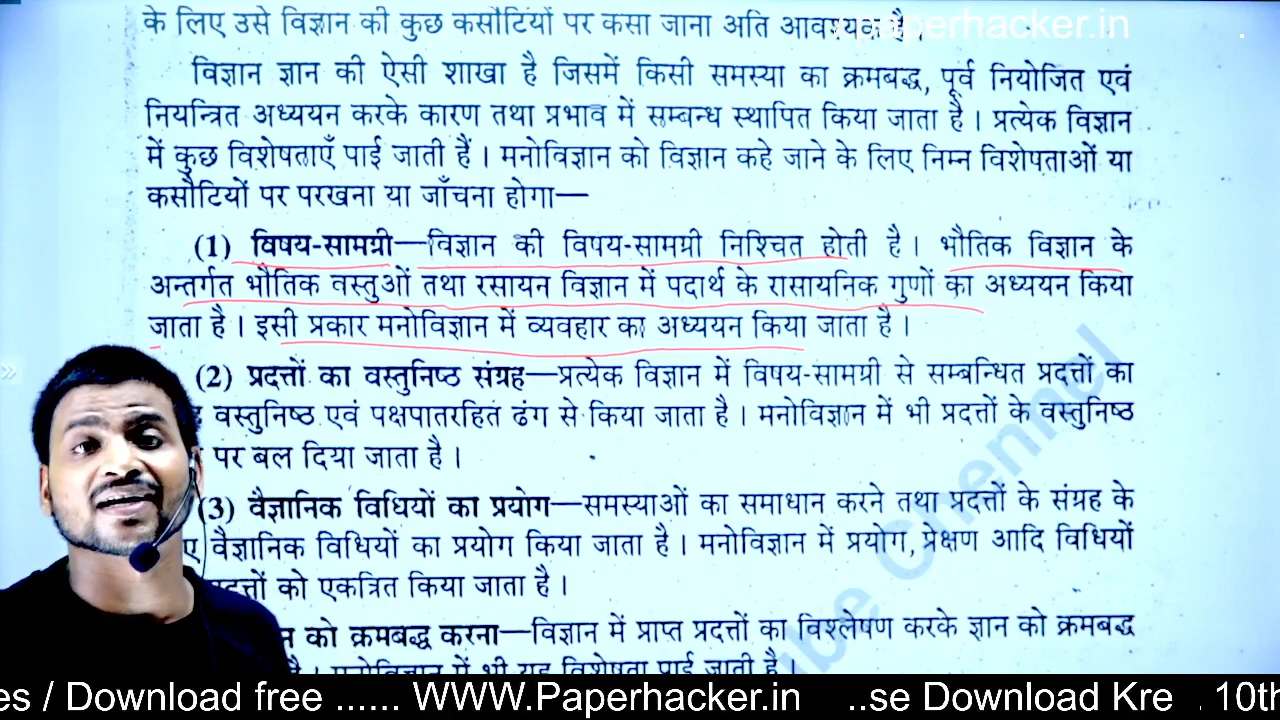 के लिए उसे विज्ञान की कुछ कसौटियों पर कसा जाना अति आवश्यक है।
paperhacker.in
विज्ञान ज्ञान की ऐसी शाखा है जिसमें किसी समस्या का क्रमबद्ध, पूर्व नियोजित एवं
नियन्त्रित अध्ययन करके कारण तथा प्रभाव में सम्बन्ध स्थापित किया जाता है। प्रत्येक विज्ञान
में कुछ विशेषताएँ पाई जाती हैं। मनोविज्ञान को विज्ञान कहे जाने के लिए निम्न विशेषताओं या
कसौटियों पर परखना या जाँचना होगा—
(1) विषय-सामग्री—विज्ञान की विषय-सामग्री निश्चित होती है। भौतिक विज्ञान के
अन्तर्गत भौतिक वस्तुओं तथा रसायन विज्ञान में पदार्थ के रासायनिक गुणों का अध्ययन किया
जाता है। इसी प्रकार मनोविज्ञान में व्यवहार का अध्ययन किया जाता है।
(2) प्रदत्तों का वस्तुनिष्ठ संग्रह—प्रत्येक विज्ञान में विषय-सामग्री से सम्बन्धित प्रदत्तों का
वस्तुनिष्ठ एवं पक्षपातरहित ढंग से किया जाता है। मनोविज्ञान में भी प्रदत्तों के वस्तुनिष्ठ
पर बल दिया जाता है।
(3) वैज्ञानिक विधियों का प्रयोग—समस्याओं का समाधान करने तथा प्रदत्तों के संग्रह के
वैज्ञानिक विधियों का प्रयोग किया जाता है। मनोविज्ञान में प्रयोग, प्रेक्षण आदि विधियों
को एकत्रित किया जाता है।
को क्रमबद्ध करना—विज्ञान में प्राप्त प्रदत्तों का विश्लेषण करके ज्ञान को क्रमबद्ध
है। मनोविज्ञान में भी यह विशेषता पाई जाती है।
Chennel
es / Download free ...... WWW.Paperhacker.in ..se Download Kre . 10th